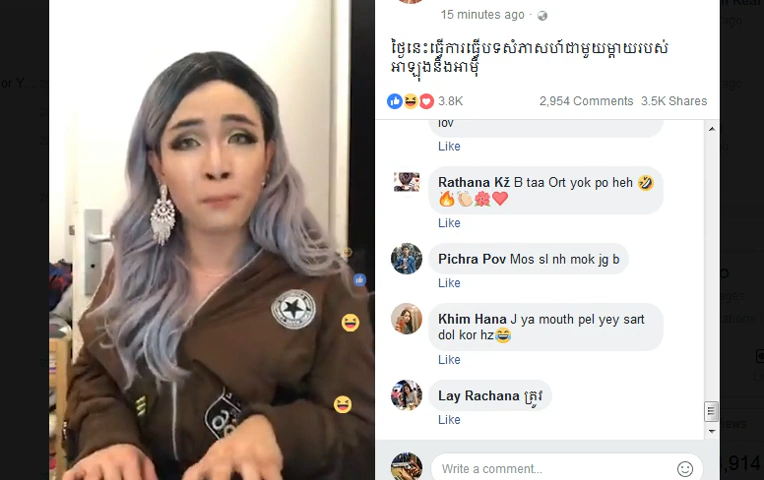 15 minutes ago ·
ថ្ងៃនេះធ្វើការធ្វើបទសំភាសហ៍ជាមួយម្តាយរបស់
អាឡុងនឹងអាម៉ី
3.8K 2,954 Comments 3.5K Shares
lov
Like
Rathana Kž B taa Ort yok po heh 🤣
🔥👏🏻🌺❤️
Like
Pichra Pov Mos sl nh mok jg b
Like
Khim Hana J ya mouth pel yey sart
dol kor hz😂
Like
Lay Rachana ត្រូវ
Like
Write a comment...